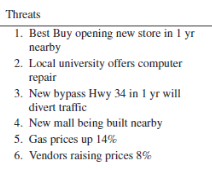 Threats
1. Best Buy opening new store in 1 yr
nearby
2. Local university offers computer
repair
3. New bypass Hwy 34 in 1 yr will
divert traffic
4. New mall being built nearby
5. Gas prices up 14%
6. Vendors raising prices 8%